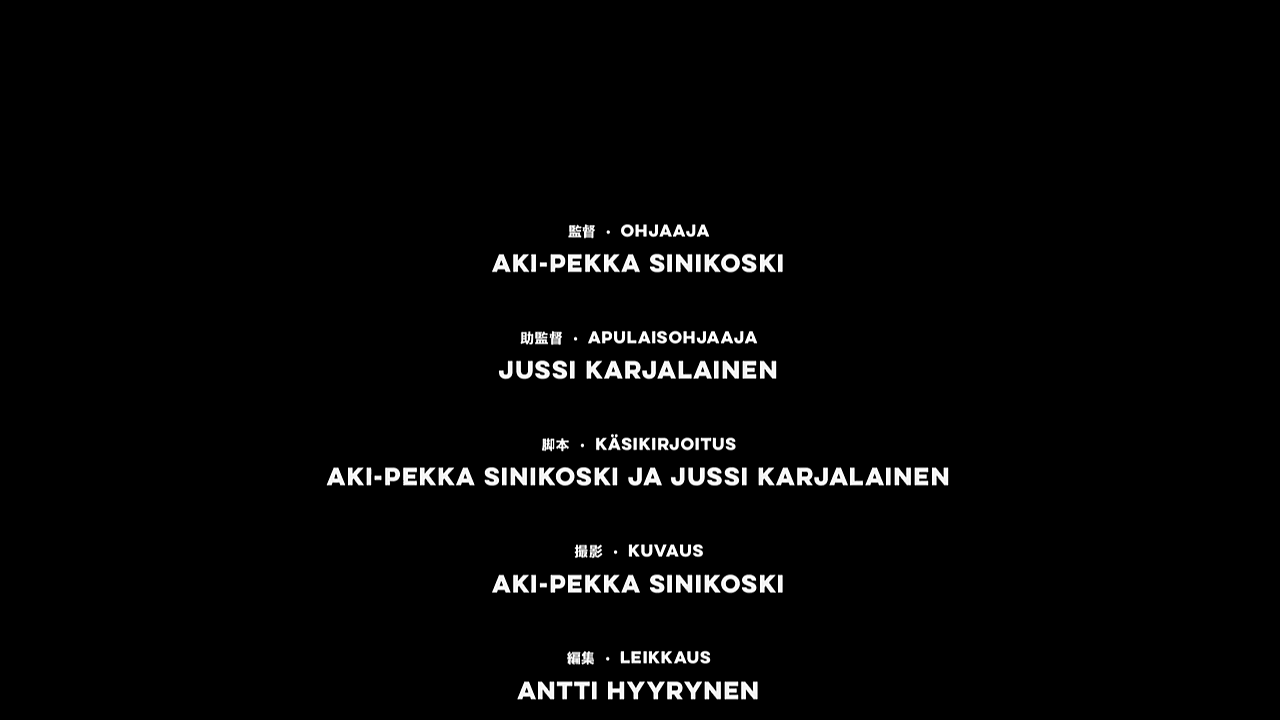 監督 · OHJAAJA
AKI-PEKKA SINIKOSKI
助監督 · APULAISOHJAAJA
JUSSI KARJALAINEN
脚本 · KÄSIKIRJOITUS
AKI-PEKKA SINIKOSKI JA JUSSI KARJALAINEN
撮影 · KUVAUS
AKI-PEKKA SINIKOSKI
編集 · LEIKKAUS
ANTTI HYYRYNEN